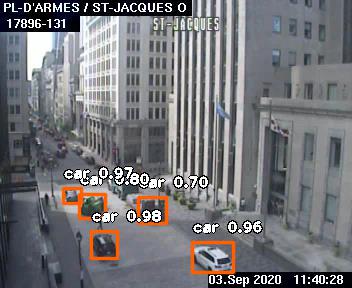 PL-D'ARMES / ST-JACQUES O
17896-131
ST-JACQUES
car 0.97
car 0.80
car 0.70
car 0.98
car 0.96
03.Sep 2020 11:40:28